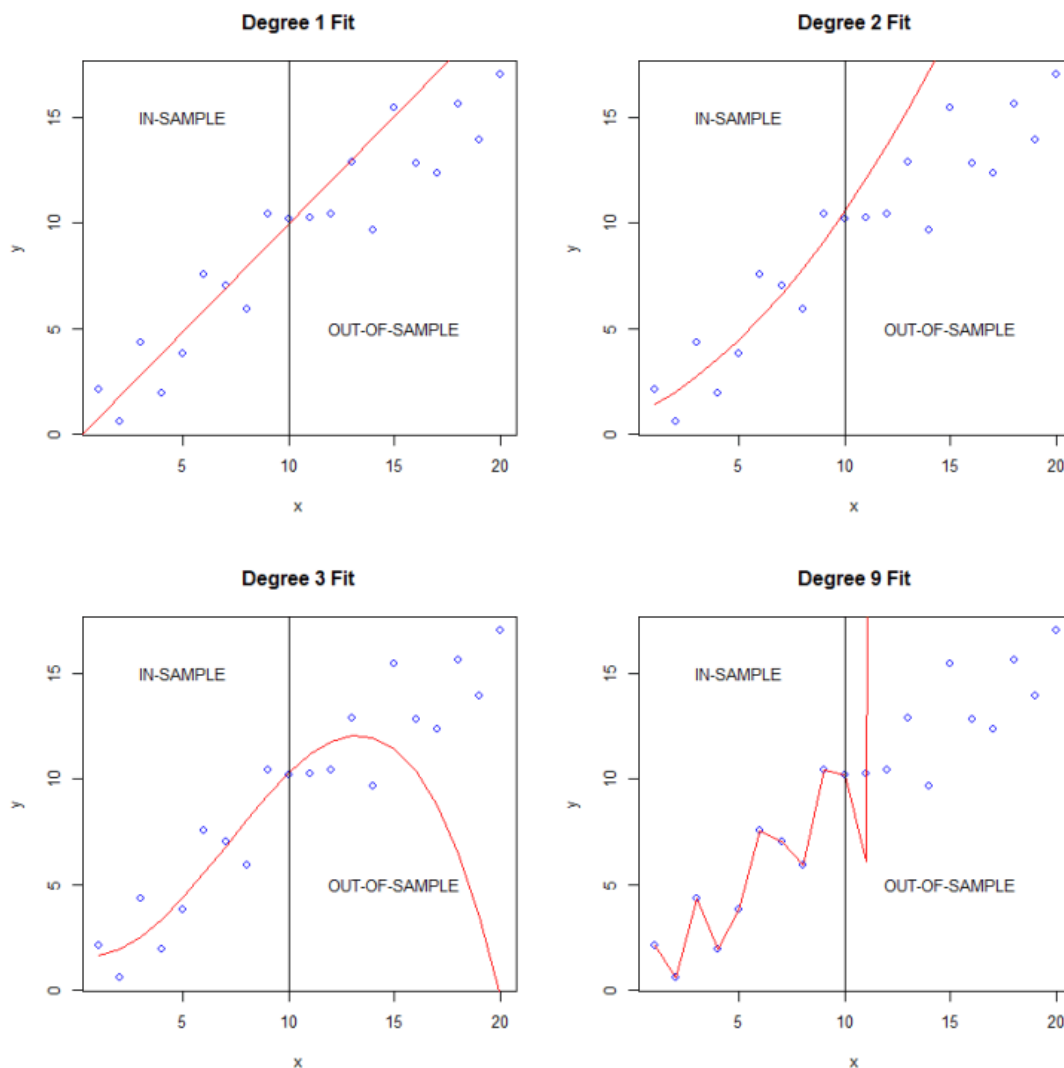 Degree 1 Fit
IN-SAMPLE
OUT-OF-SAMPLE
y
0
5
10
15
5
10
15
20
x
Degree 2 Fit
IN-SAMPLE
OUT-OF-SAMPLE
y
0
5
10
15
5
10
15
20
x
Degree 3 Fit
IN-SAMPLE
OUT-OF-SAMPLE
y
0
5
10
15
5
10
15
20
x
Degree 9 Fit
IN-SAMPLE
OUT-OF-SAMPLE
y
0
5
10
15
5
10
15
20
x